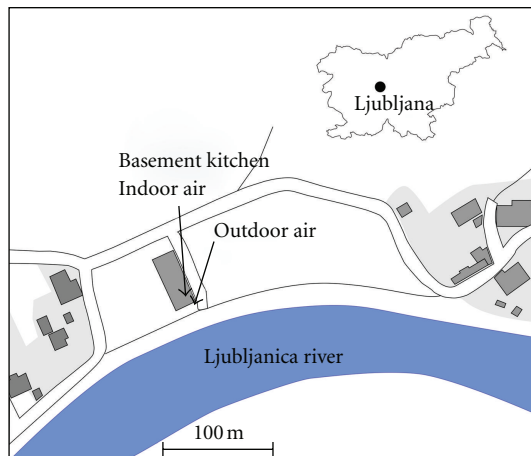 Ljubljana
Basement kitchen
Indoor air
Outdoor air
Ljubljanica river
100 m